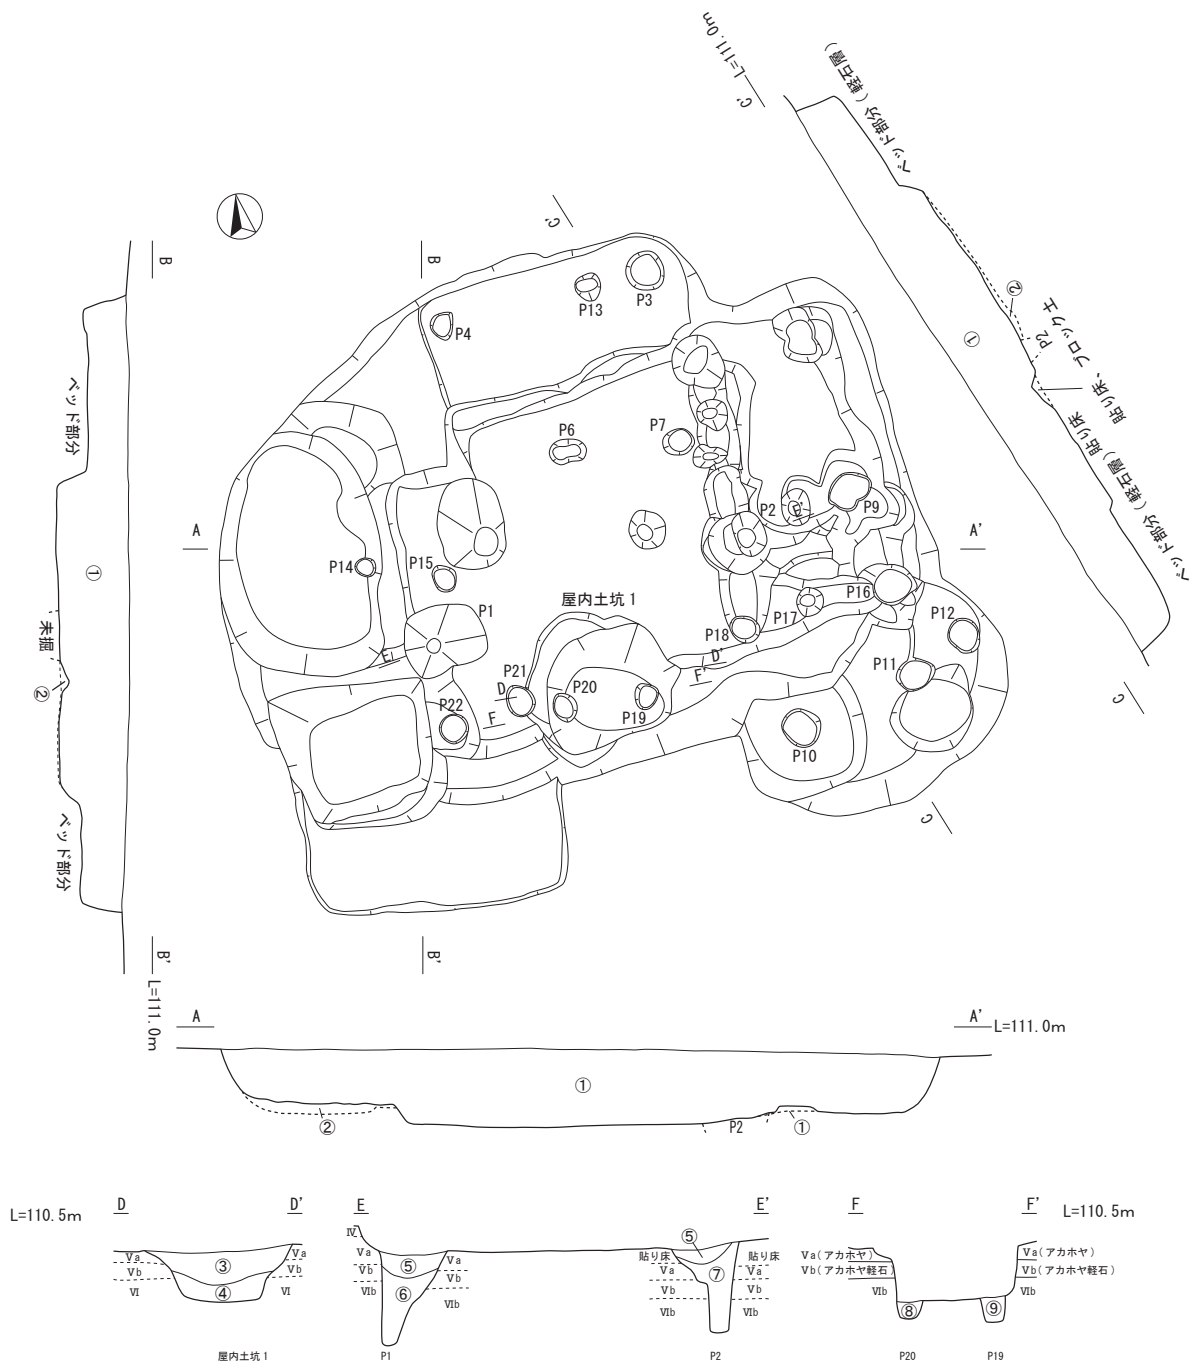 C' L=111.0m
ベッド部分(軽石層)
①
②
P2
貼り床、ブロック土
貼り床
ベッド部分(軽石層)
C
B
B
C'
P3
P13
P4
ベッド部分
P6
P7
P2
E'
P9
A
A'
①
P14
P15
P1
屋内土坑1
P16
P17
P12
未掘
E
P18
D'
F'
P11
②
P21
D
P20
P19
P22
F
P10
C
ベッド部分
B'
B'
L=111.0m
A
A'
L=111.0m
①
②
P2
①
L=110.5m
D
D'
E
E'
F
F'
L=110.5m
Ⅴa
Ⅴb
Ⅵ
③
④
Ⅴa
Ⅴb
Ⅵ
屋内土坑1
Ⅳ
Ⅴa
Ⅴb
Ⅵb
⑤
⑥
Ⅴa
Ⅴb
Ⅵb
P1
貼り床
Ⅴa
Ⅴb
Ⅵb
⑤
⑦
貼り床
Ⅴa
Ⅴb
Ⅵb
P2
Ⅴa(アカホヤ)
Ⅴb(アカホヤ軽石)
Ⅵb
⑧
⑨
Ⅴa(アカホヤ)
Ⅴb(アカホヤ軽石)
Ⅵb
P20
P19